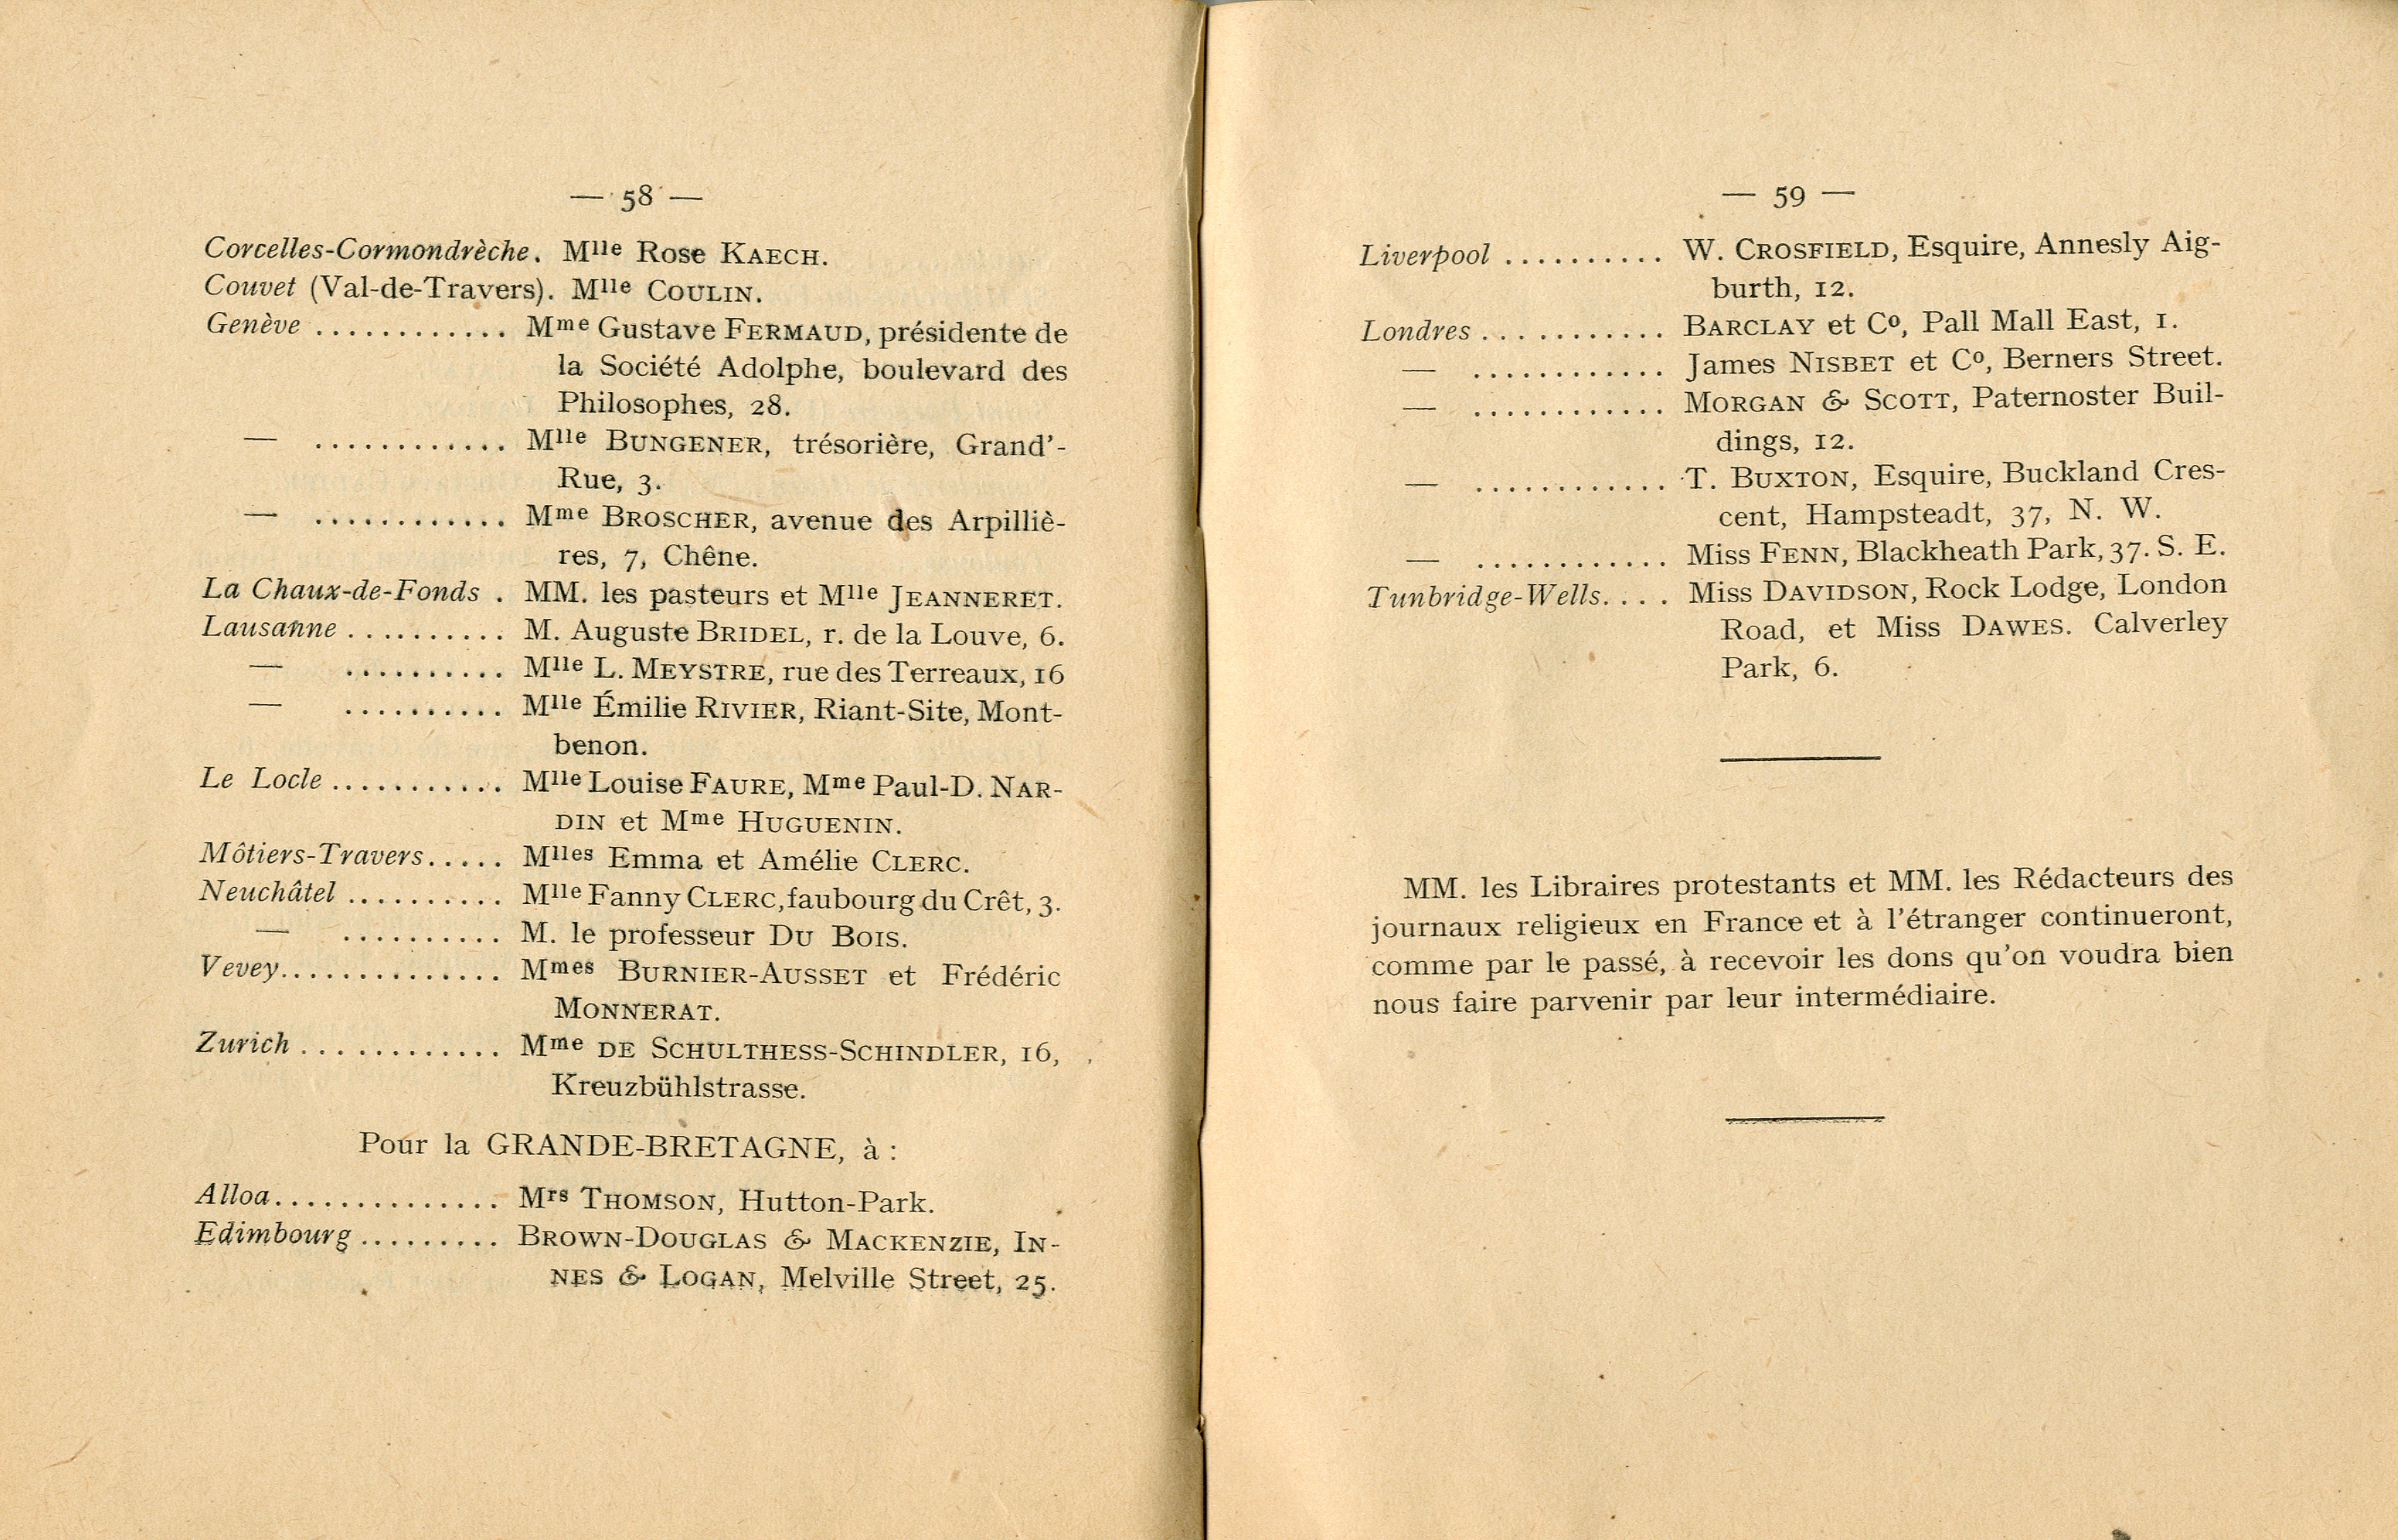 — 58 —
Corcelles-Cormondrèche. Mlle Rose KAECH.
Couvet (Val-de-Travers). Mlle COULIN.
Genève ............ Mme Gustave FERMAUD, présidente de
la Société Adolphe, boulevard des
Philosophes, 28.
— ............ Mlle BUNGENER, trésorière, Grand'-
Rue, 3.
— ............ Mme BROSCHER, avenue des Arpilliè-
res, 7, Chêne.
La Chaux-de-Fonds . MM. les pasteurs et Mlle JEANNERET.
Lausanne .......... M. Auguste BRIDEL, r. de la Louve, 6.
— .......... Mlle L. MEYSTRE, rue des Terreaux, 16
— .......... Mlle Émilie RIVIER, Riant-Site, Mont-
benon.
Le Locle ........... Mlle Louise FAURE, Mme Paul-D. NAR-
DIN et Mme HUGUENIN.
Môtiers-Travers..... Mlles Emma et Amélie CLERC.
Neuchâtel .......... Mlle Fanny CLERC, faubourg du Crêt, 3.
— .......... M. le professeur DU BOIS.
Vevey.............. Mmes BURNIER-AUSSET et Frédéric
MONNERAT.
Zurich ............. Mme DE SCHULTHESS-SCHINDLER, 16,
Kreuzbühlstrasse.
Pour la GRANDE-BRETAGNE, à :
Alloa.............. Mrs THOMSON, Hutton-Park.
Edimbourg ......... BROWN-DOUGLAS & MACKENZIE, IN-
NES & LOGAN, Melville Street, 25.
— 59 —
Liverpool .......... W. CROSFIELD, Esquire, Annesly Aig-
burth, 12.
Londres ............ BARCLAY et Co, Pall Mall East, 1.
— ............ James NISBET et Co, Berners Street.
— ............ MORGAN & SCOTT, Paternoster Buil-
dings, 12.
— ............ T. BUXTON, Esquire, Buckland Cres-
cent, Hampsteadt, 37, N. W.
— ............ Miss FENN, Blackheath Park, 37. S. E.
Tunbridge-Wells.... Miss DAVIDSON, Rock Lodge, London
Road, et Miss DAWES. Calverley
Park, 6.
MM. les Libraires protestants et MM. les Rédacteurs des
journaux religieux en France et à l'étranger continueront,
comme par le passé, à recevoir les dons qu'on voudra bien
nous faire parvenir par leur intermédiaire.